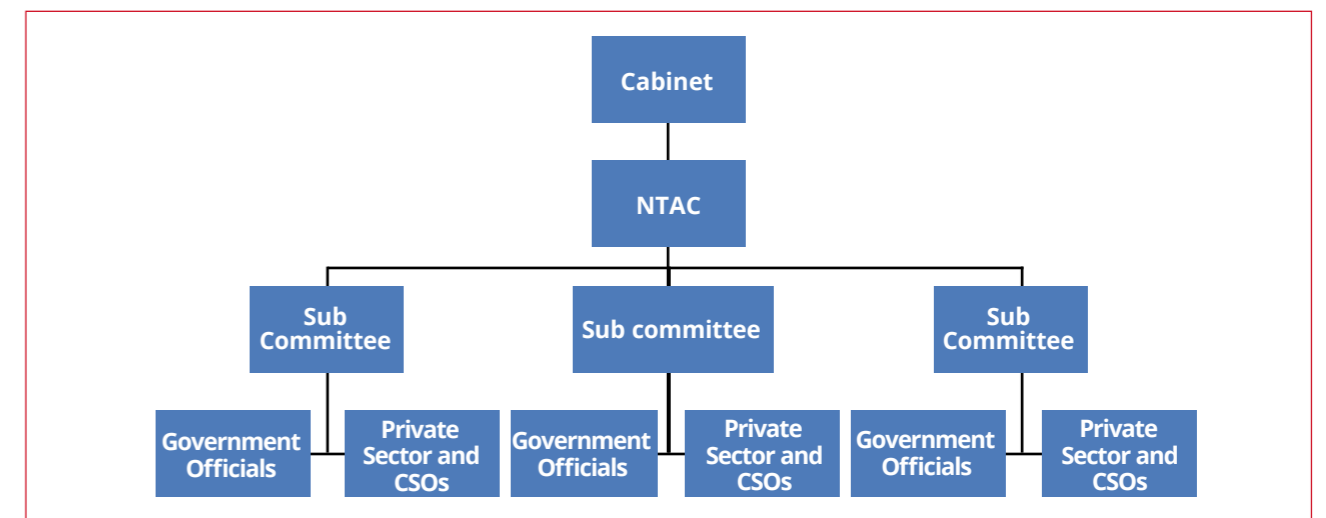 Cabinet
NTAC
Sub
Committee
Sub committee
Sub
Committee
Government
Officials
Private
Sector and
CSOs
Government
Officials
Private
Sector and
CSOs
Government
Officials
Private
Sector and
CSOs